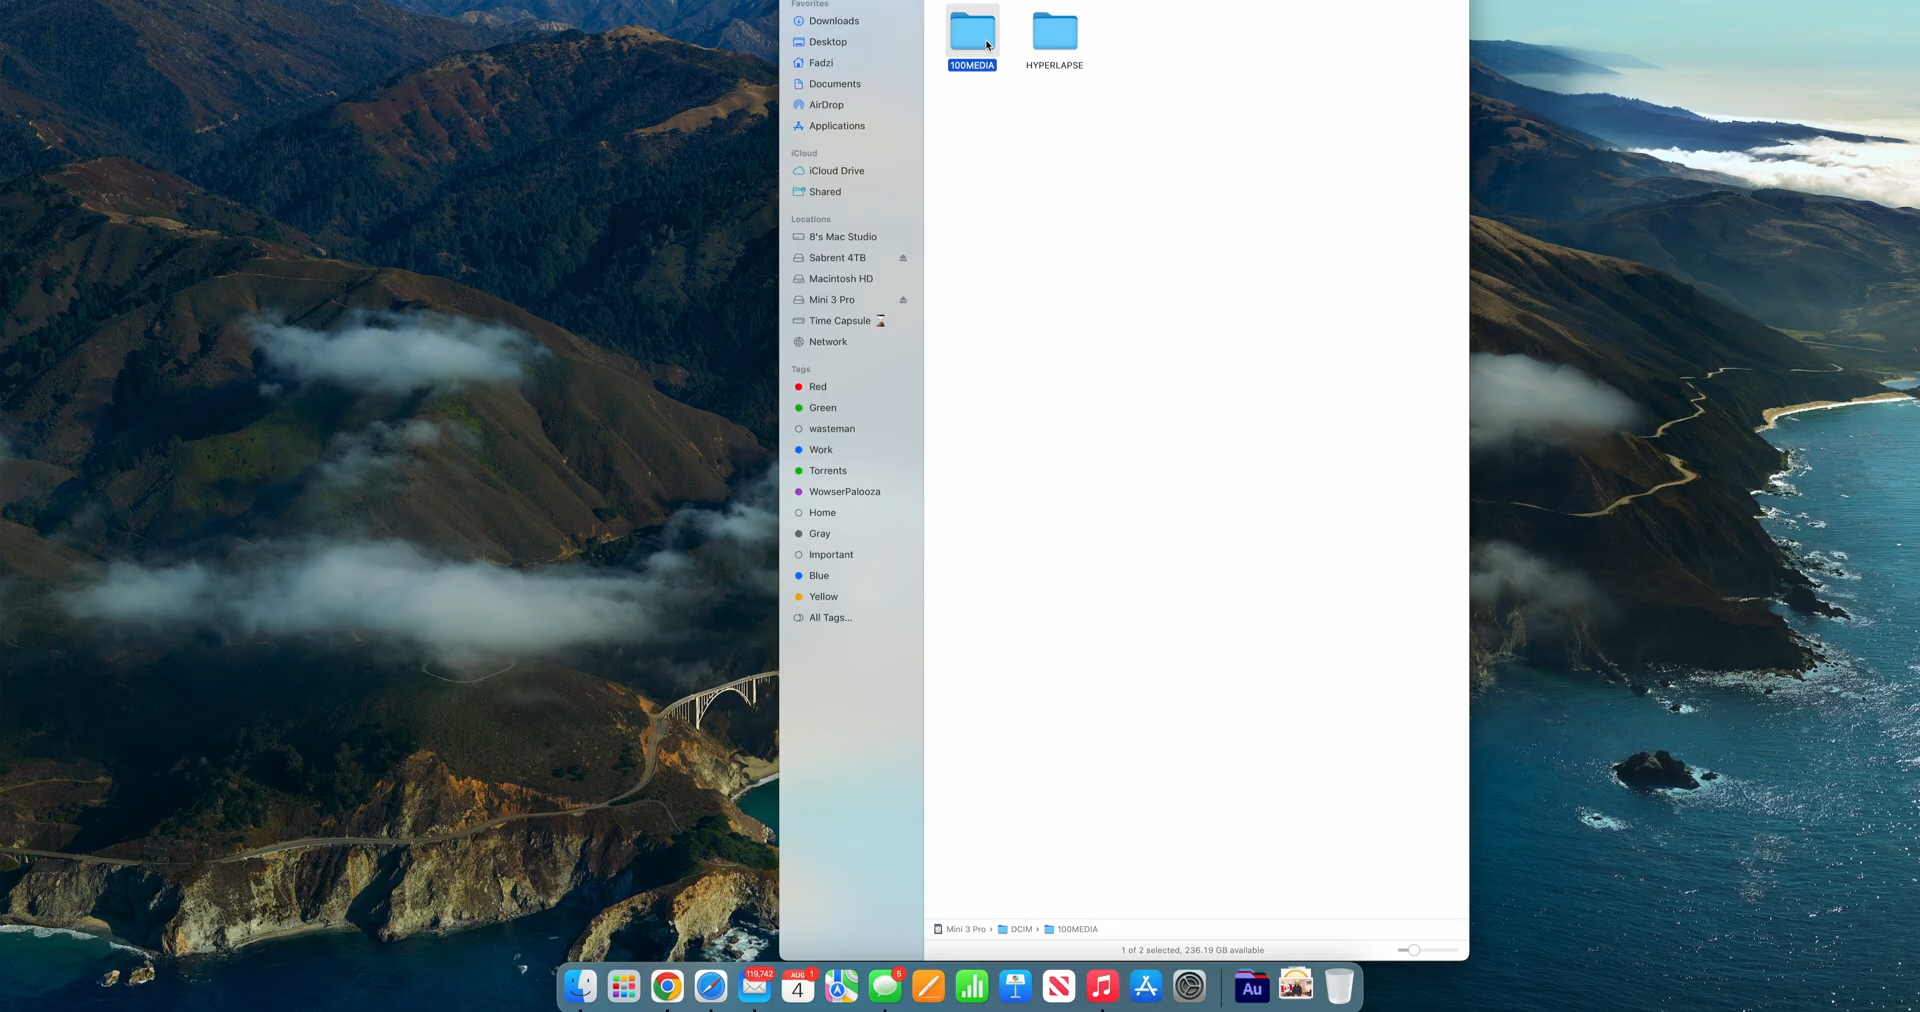 Favorites
Downloads
Desktop
Fadzi
Documents
AirDrop
Applications
iCloud
iCloud Drive
Shared
Locations
8's Mac Studio
Sabrent 4TB
Macintosh HD
Mini 3 Pro
Time Capsule ⌛
Network
Tags
Red
Green
wasteman
Work
Torrents
WowserPalooza
Home
Gray
Important
Blue
Yellow
All Tags...
100MEDIA HYPERLAPSE
Mini 3 Pro › DCIM › 100MEDIA
1 of 2 selected, 236.19 GB available
119,742 AUG 1 5
4 Au